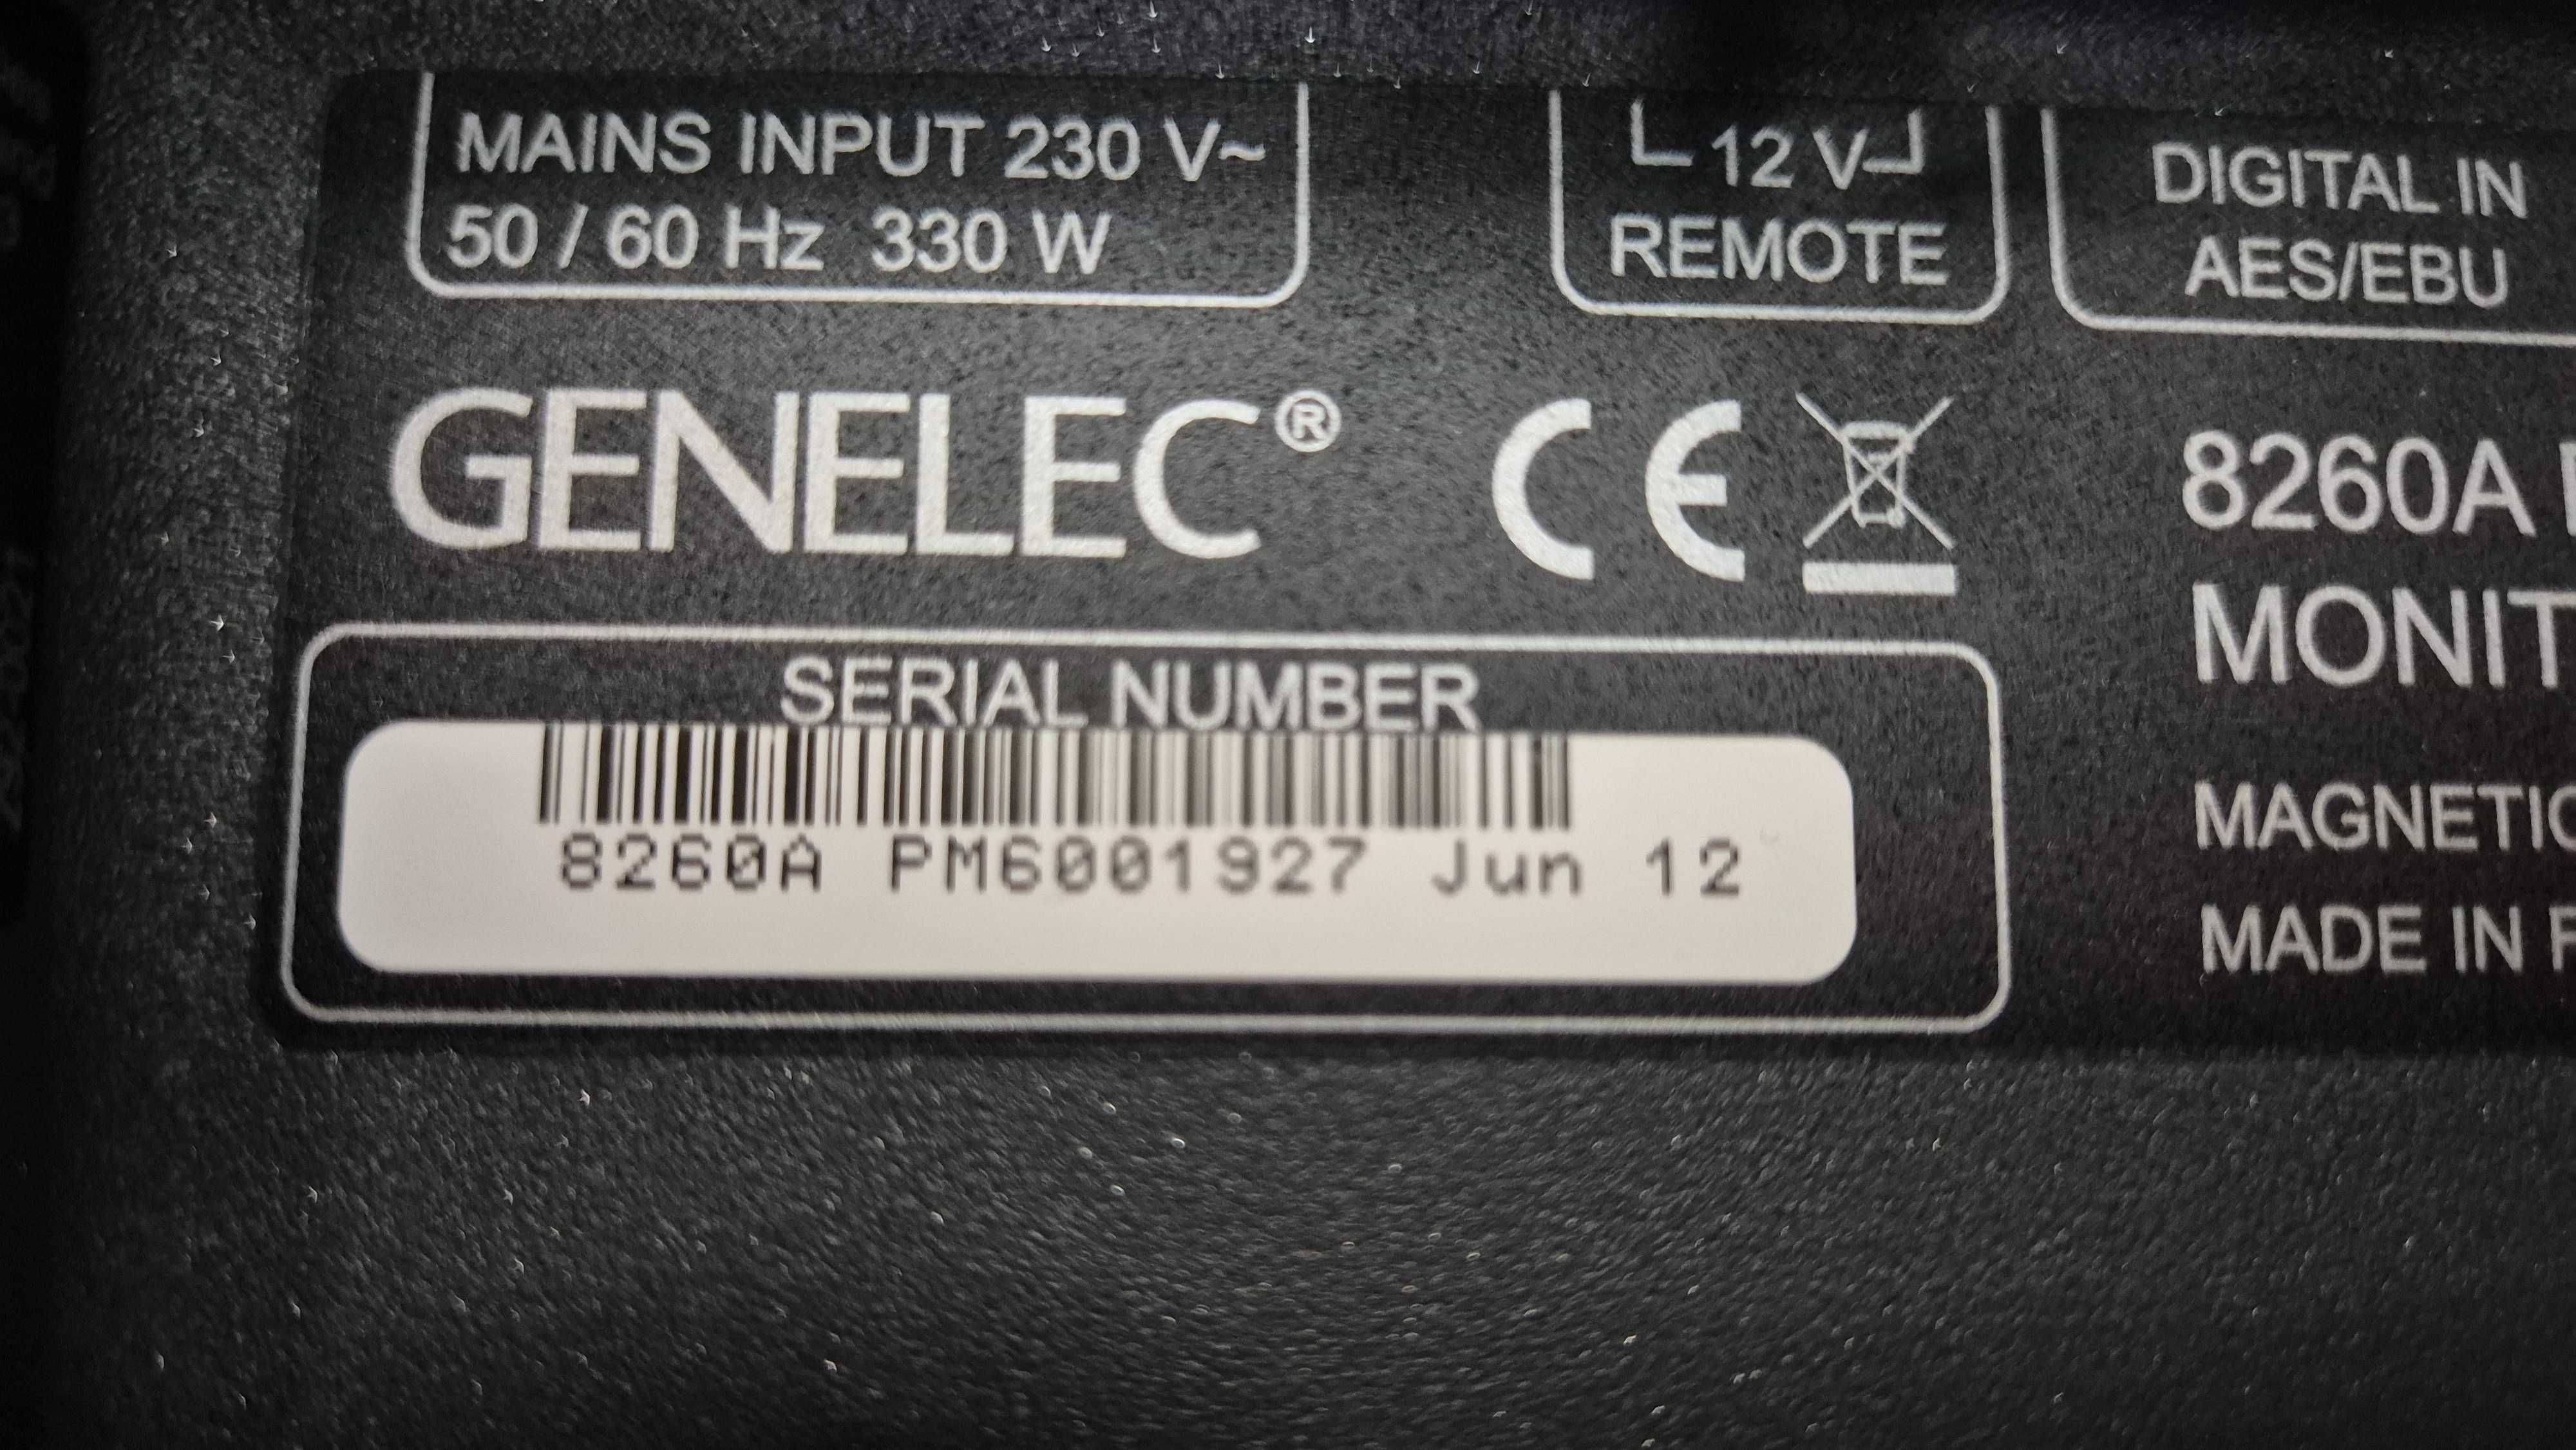 MAINS INPUT 230 V~
50 / 60 Hz 330 W
12 V
REMOTE
DIGITAL IN
AES/EBU
GENELEC®
CE
8260A
MONIT
SERIAL NUMBER
8260A PM6001927 Jun 12
MAGNETIC
MADE IN F